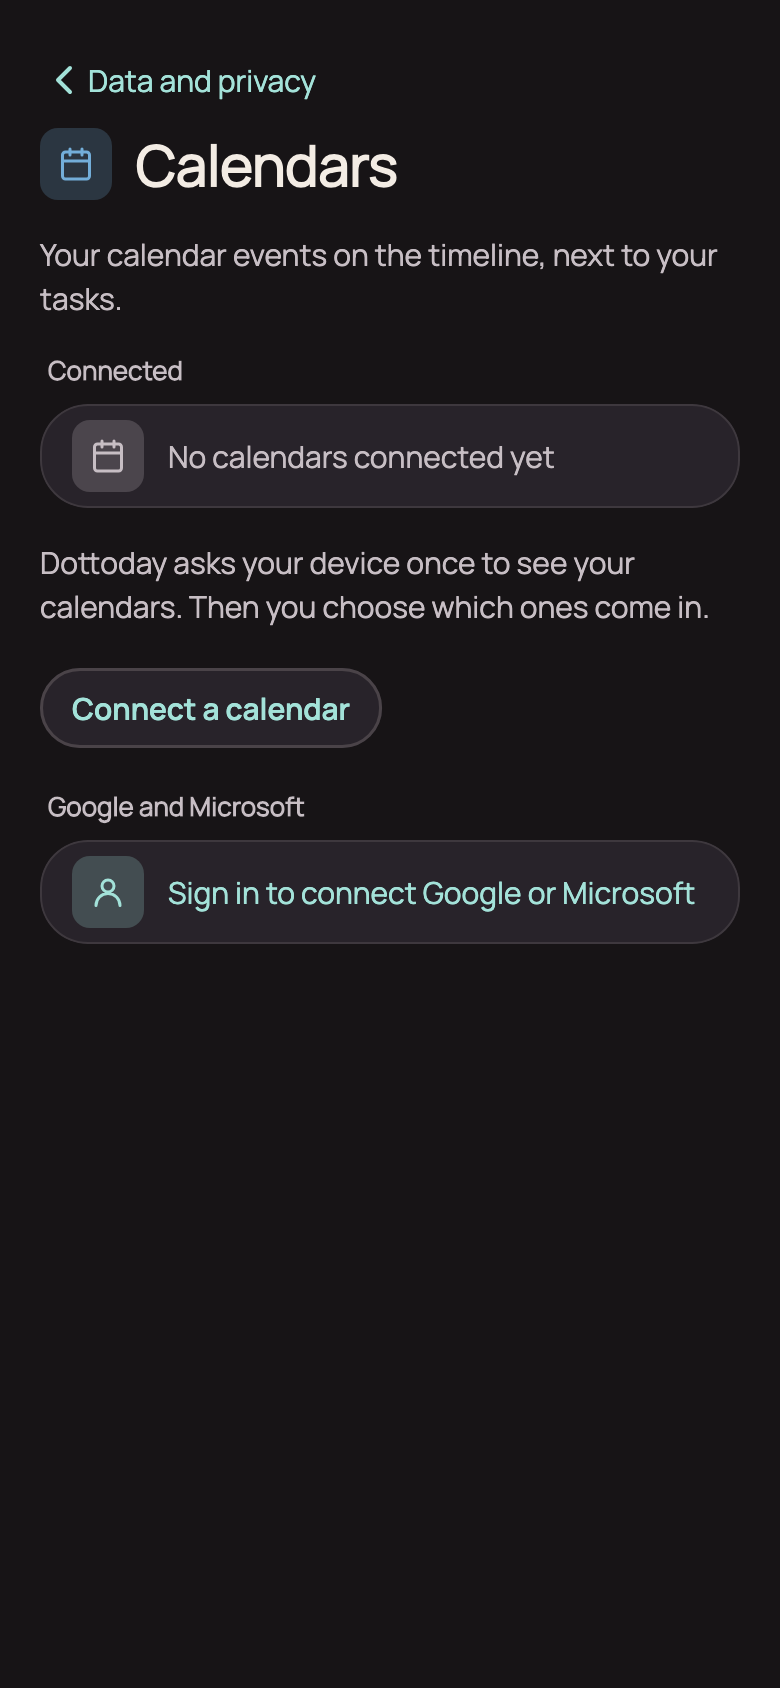 Data and privacy
Calendars
Your calendar events on the timeline, next to your
tasks.
Connected
No calendars connected yet
Dottoday asks your device once to see your
calendars. Then you choose which ones come in.
Connect a calendar
Google and Microsoft
Sign in to connect Google or Microsoft